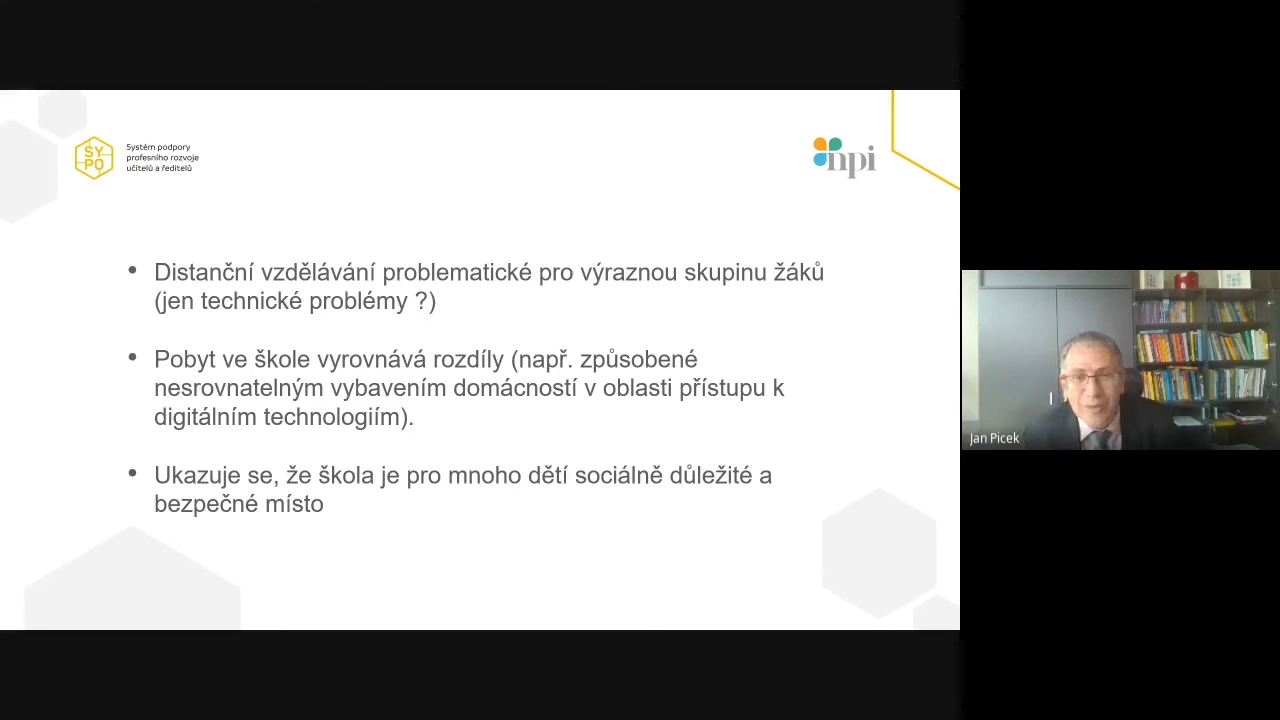 SY
PO
Systém podpory
profesního rozvoje
učitelů a ředitelů
npi
• Distanční vzdělávání problematické pro výraznou skupinu žáků
(jen technické problémy ?)
• Pobyt ve škole vyrovnává rozdíly (např. způsobené
nesrovnatelným vybavením domácností v oblasti přístupu k
digitálním technologiím).
• Ukazuje se, že škola je pro mnoho dětí sociálně důležité a
bezpečné místo
Jan Picek